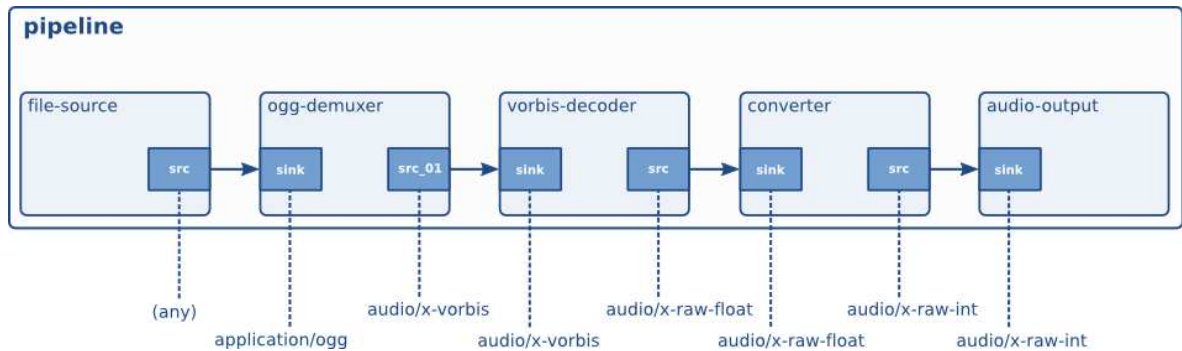 pipeline
file-source
ogg-demuxer
vorbis-decoder
converter
audio-output
src
sink
src_01
sink
src
sink
src
sink
(any)
audio/x-vorbis
audio/x-raw-float
audio/x-raw-int
application/ogg
audio/x-vorbis
audio/x-raw-float
audio/x-raw-int